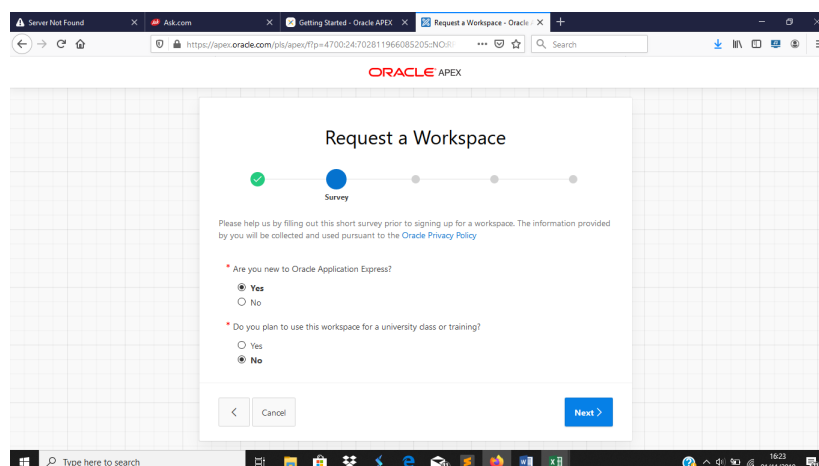 Server Not Found
Ask.com
Getting Started - Oracle APEX
Request a Workspace - Oracle
https://apex.oracle.com/pls/apex/f?p=4700:24:702811966085205::NO:R
Search
ORACLE APEX
Request a Workspace
Survey
Please help us by filling out this short survey prior to signing up for a workspace. The information provided
by you will be collected and used pursuant to the Oracle Privacy Policy
* Are you new to Oracle Application Express?
Yes
No
* Do you plan to use this workspace for a university class or training?
Yes
No
Cancel
Next
Type here to search
16:23